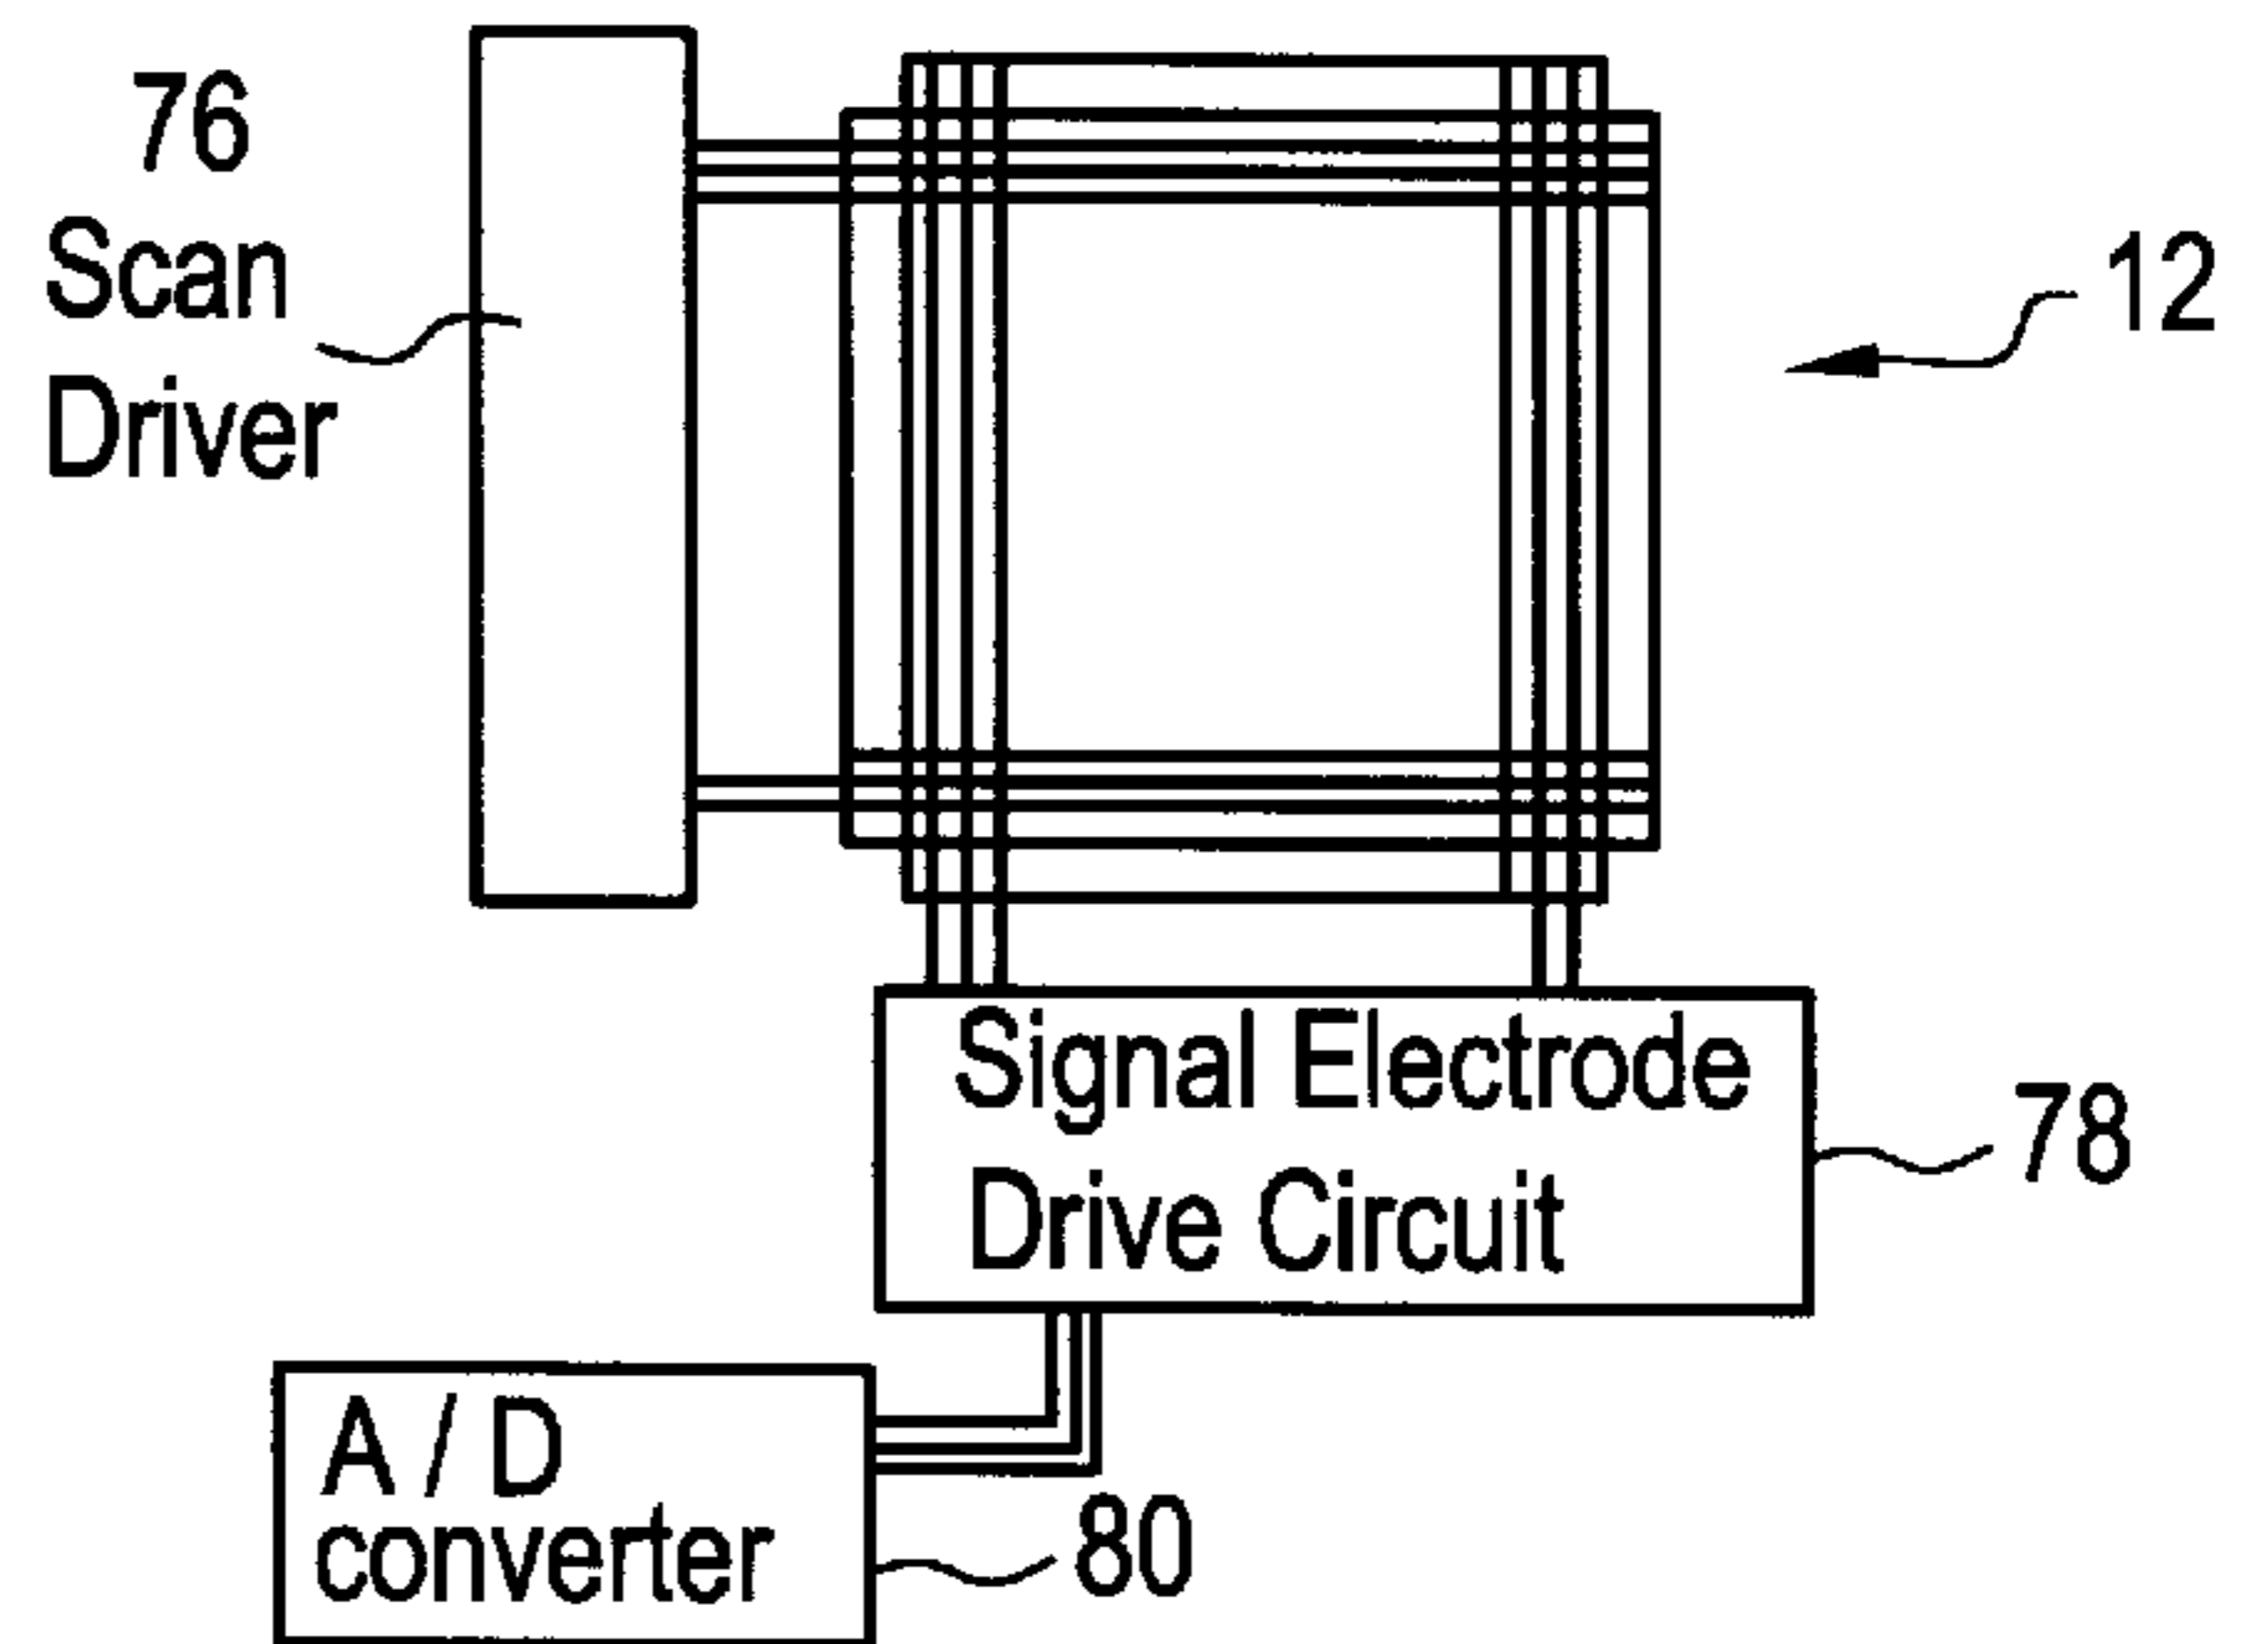 76
Scan
Driver
12
Signal Electrode
Drive Circuit
78
A / D
converter
80